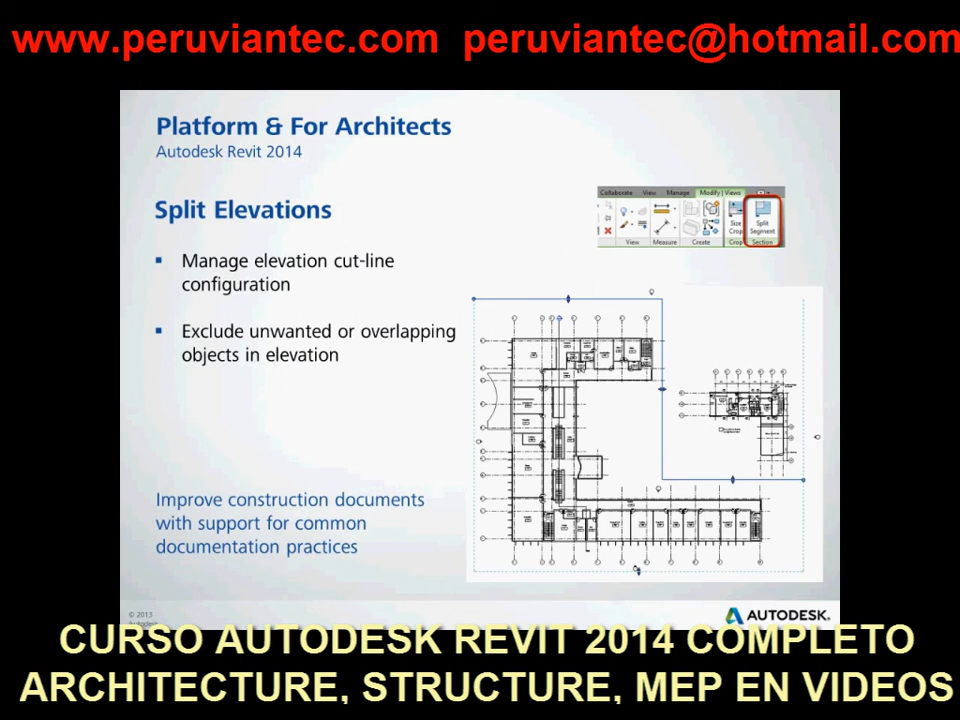 www.peruviantec.com peruviantec@hotmail.com
Platform & For Architects
Autodesk Revit 2014
Split Elevations
Collaborate View Manage Modify | Views
Size Crop
Split Segment
View Measure Create Crop Section
▪ Manage elevation cut-line
configuration
▪ Exclude unwanted or overlapping
objects in elevation
Improve construction documents
with support for common
documentation practices
© 2013
Autodesk
AUTODESK.
CURSO AUTODESK REVIT 2014 COMPLETO
ARCHITECTURE, STRUCTURE, MEP EN VIDEOS